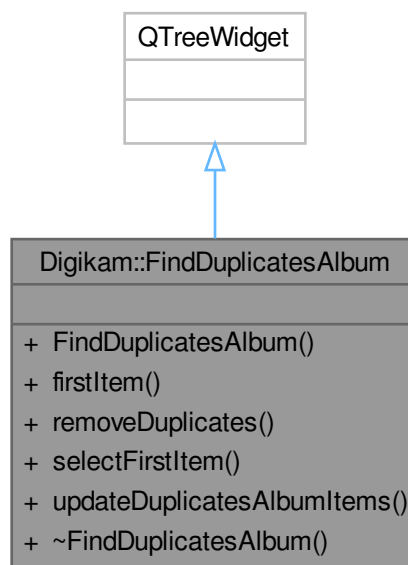 QTreeWidget
Digikam::FindDuplicatesAlbum
+ FindDuplicatesAlbum()
+ firstItem()
+ removeDuplicates()
+ selectFirstItem()
+ updateDuplicatesAlbumItems()
+ ~FindDuplicatesAlbum()